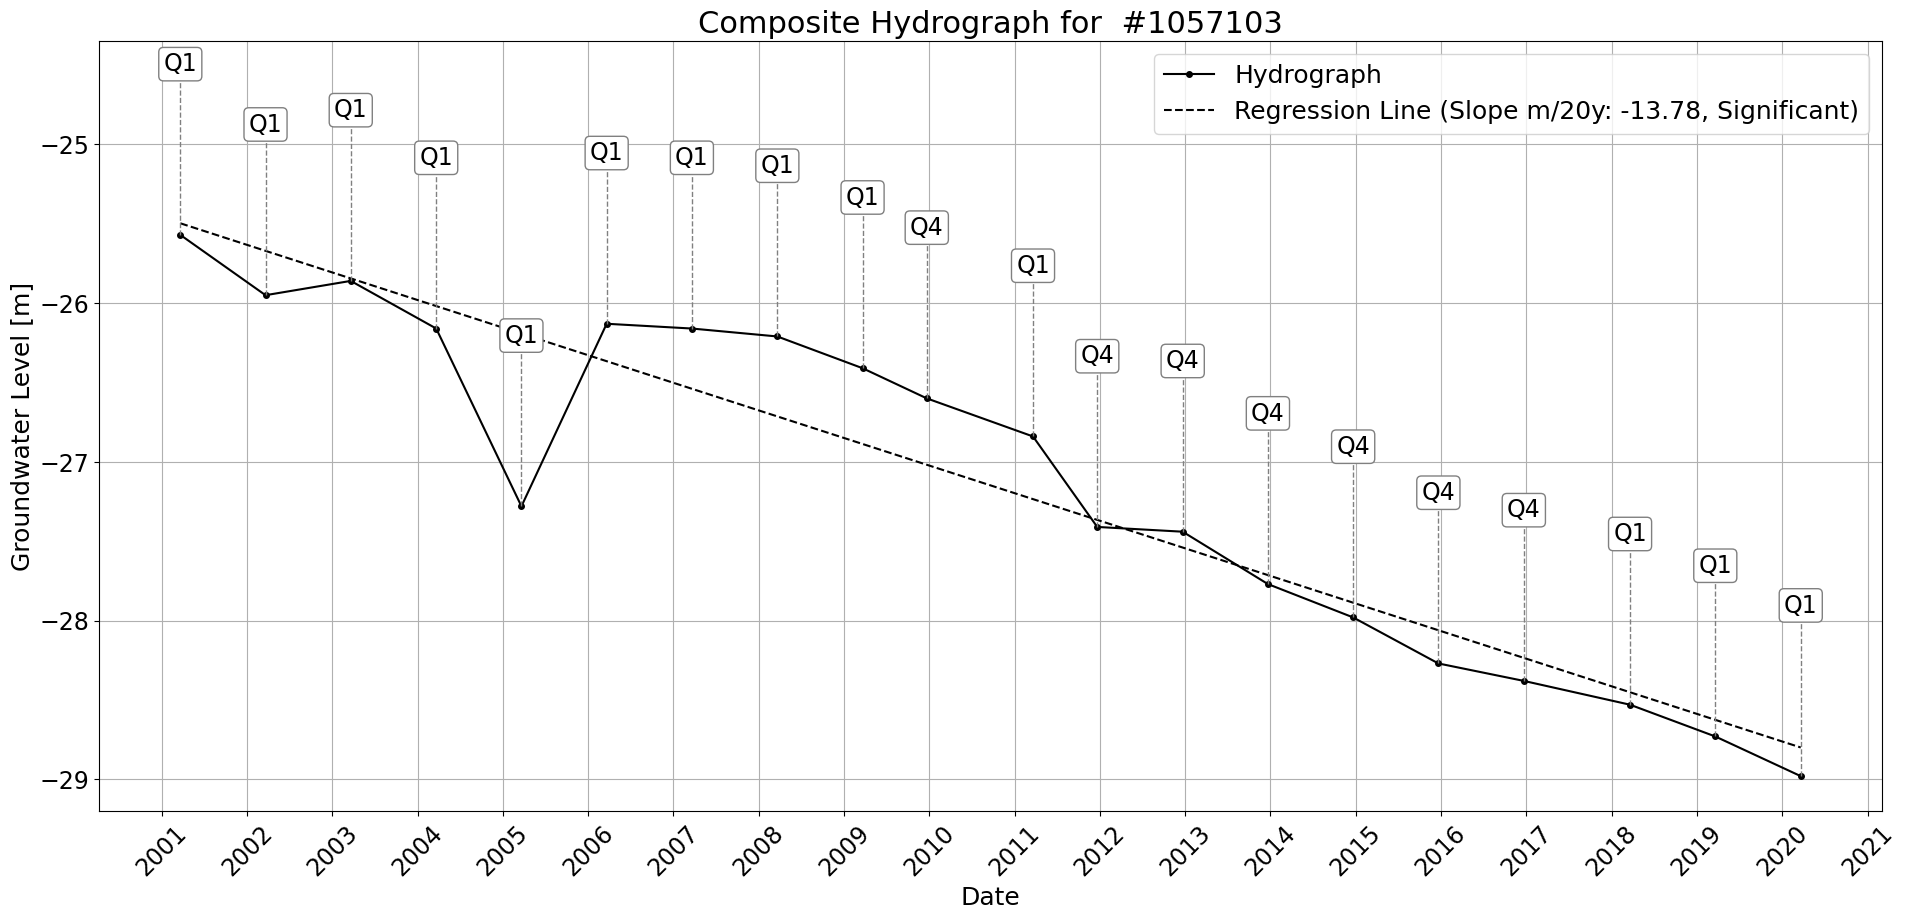 Composite Hydrograph for  #1057103
Hydrograph
Regression Line (Slope m/20y: -13.78, Significant)
Q1
Q1
Q1
Q1
Q1
Q1
Q1
Q1
Q1
Q4
Q1
Q4
Q4
Q4
Q4
Q4
Q4
Q1
Q1
Q1
Groundwater Level [m]
−25
−26
−27
−28
−29
2001
2002
2003
2004
2005
2006
2007
2008
2009
2010
2011
2012
2013
2014
2015
2016
2017
2018
2019
2020
2021
Date